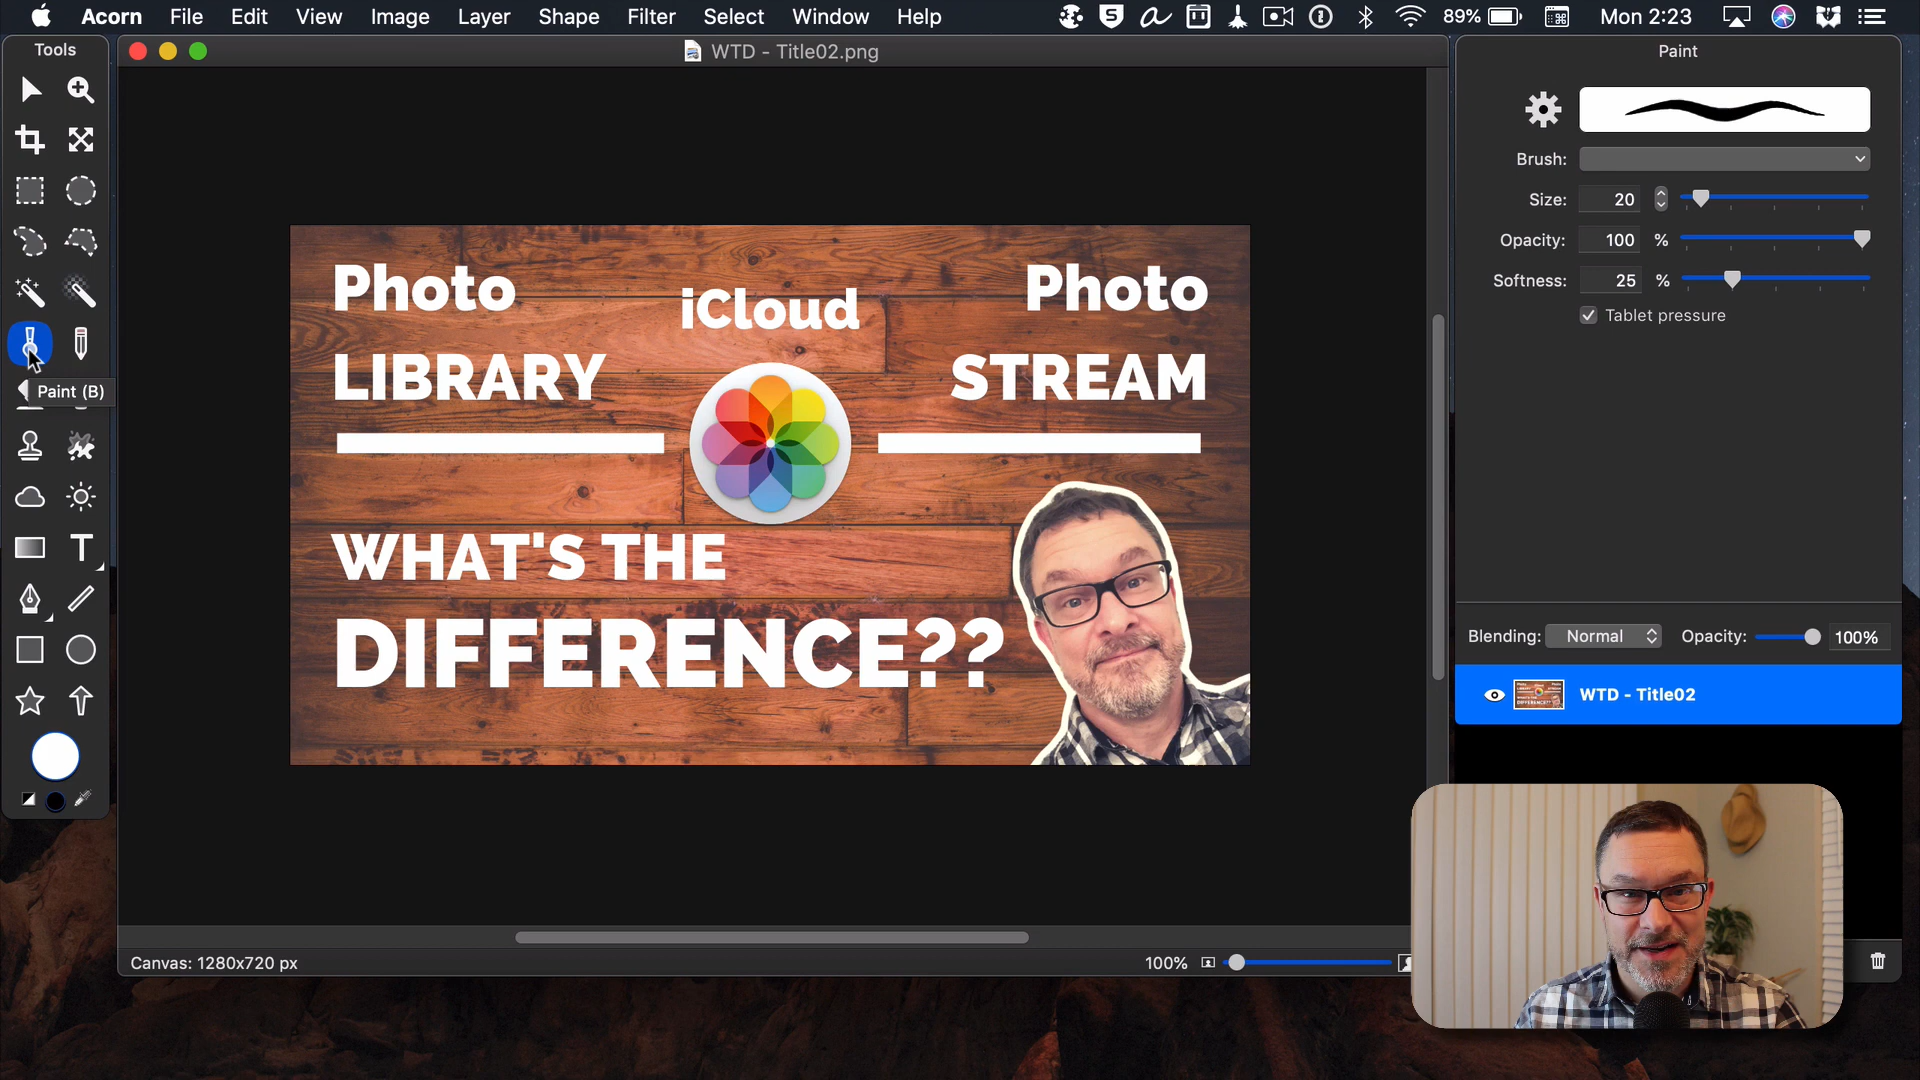 Acorn File Edit View Image Layer Shape Filter Select Window Help 89% Mon 2:23
Tools
WTD - Title02.png
Paint
Brush:
Size: 20
Opacity: 100 %
Softness: 25 %
Tablet pressure
Paint (B)
T
Photo
LIBRARY
iCloud
Photo
STREAM
WHAT'S THE
DIFFERENCE??
Blending: Normal Opacity: 100%
WTD - Title02
Canvas: 1280x720 px
100%